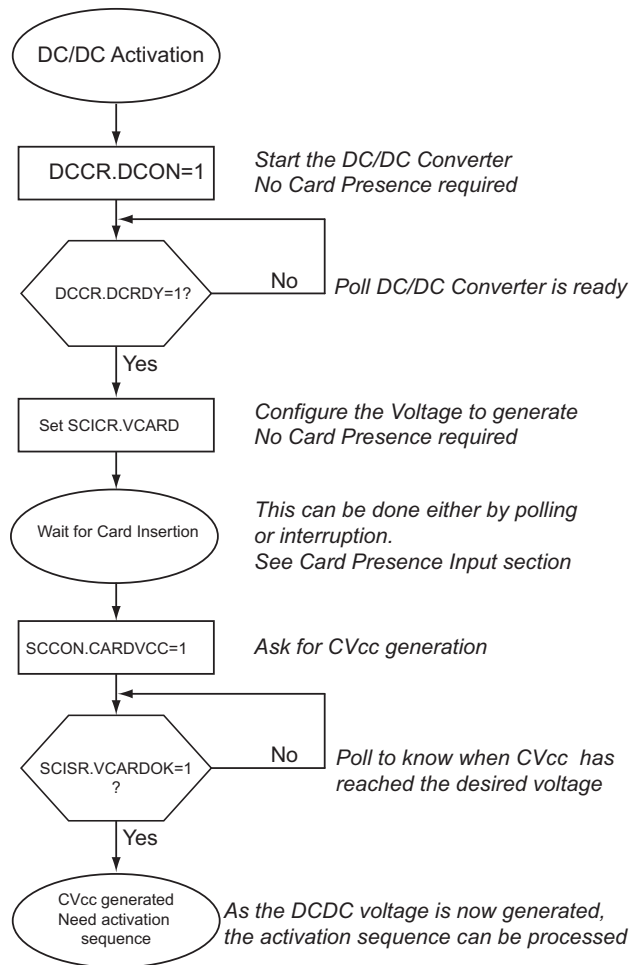 DC/DC Activation
DCCR.DCON=1
Start the DC/DC Converter
No Card Presence required
DCCR.DCRDY=1?
No
Poll DC/DC Converter is ready
Yes
Set SCICR.VCARD
Configure the Voltage to generate
No Card Presence required
Wait for Card Insertion
This can be done either by polling
or interruption.
See Card Presence Input section
SCCON.CARDVCC=1
Ask for CVcc generation
SCISR.VCARDOK=1
?
No
Poll to know when CVcc has
reached the desired voltage
Yes
CVcc generated
Need activation
sequence
As the DCDC voltage is now generated,
the activation sequence can be processed